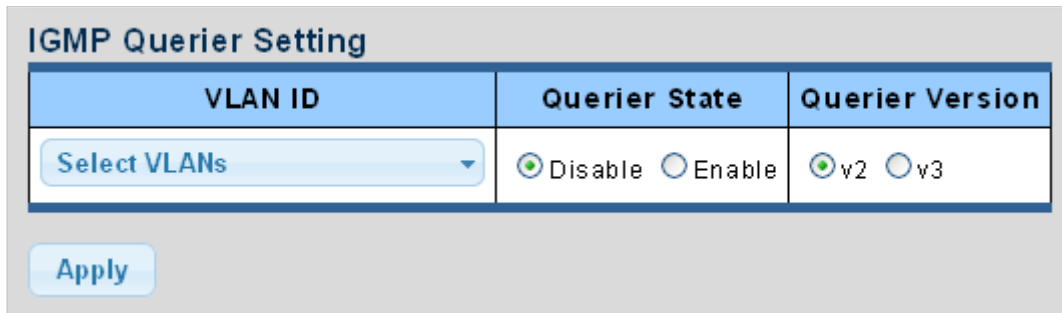 IGMP Querier Setting
VLAN ID Querier State Querier Version
Select VLANs Disable Enable v2 v3
Apply